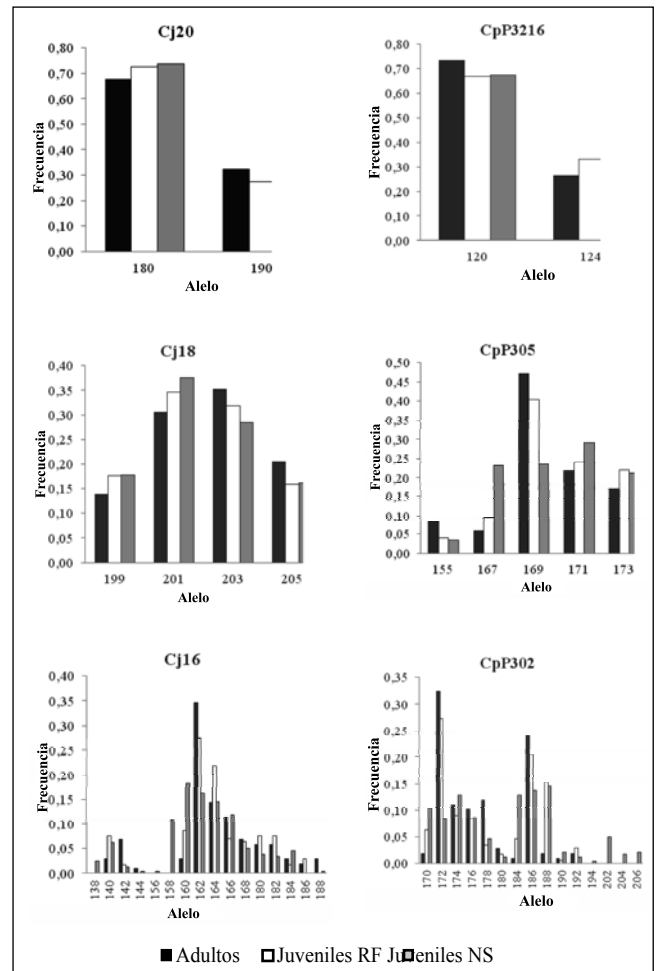 Cj20
0,80
0,70
0,60
0,50
0,40
0,30
0,20
0,10
0,00
Frecuencia
180 190
Alelo
CpP3216
0,80
0,70
0,60
0,50
0,40
0,30
0,20
0,10
0,00
Frecuencia
120 124
Alelo
Cj18
0,40
0,35
0,30
0,25
0,20
0,15
0,10
0,05
0,00
Frecuencia
199 201 203 205
Alelo
CpP305
0,50
0,45
0,40
0,35
0,30
0,25
0,20
0,15
0,10
0,05
0,00
Frecuencia
155 167 169 171 173
Alelo
Cj16
0,40
0,35
0,30
0,25
0,20
0,15
0,10
0,05
0,00
Frecuencia
138 140 142 144 156 158 160 162 164 166 168 180 182 184 186 188
Alelo
CpP302
0,35
0,30
0,25
0,20
0,15
0,10
0,05
0,00
Frecuencia
170 172 174 176 178 180 184 186 188 190 192 194 202 204 206
Alelo
Adultos Juveniles RF Juveniles NS